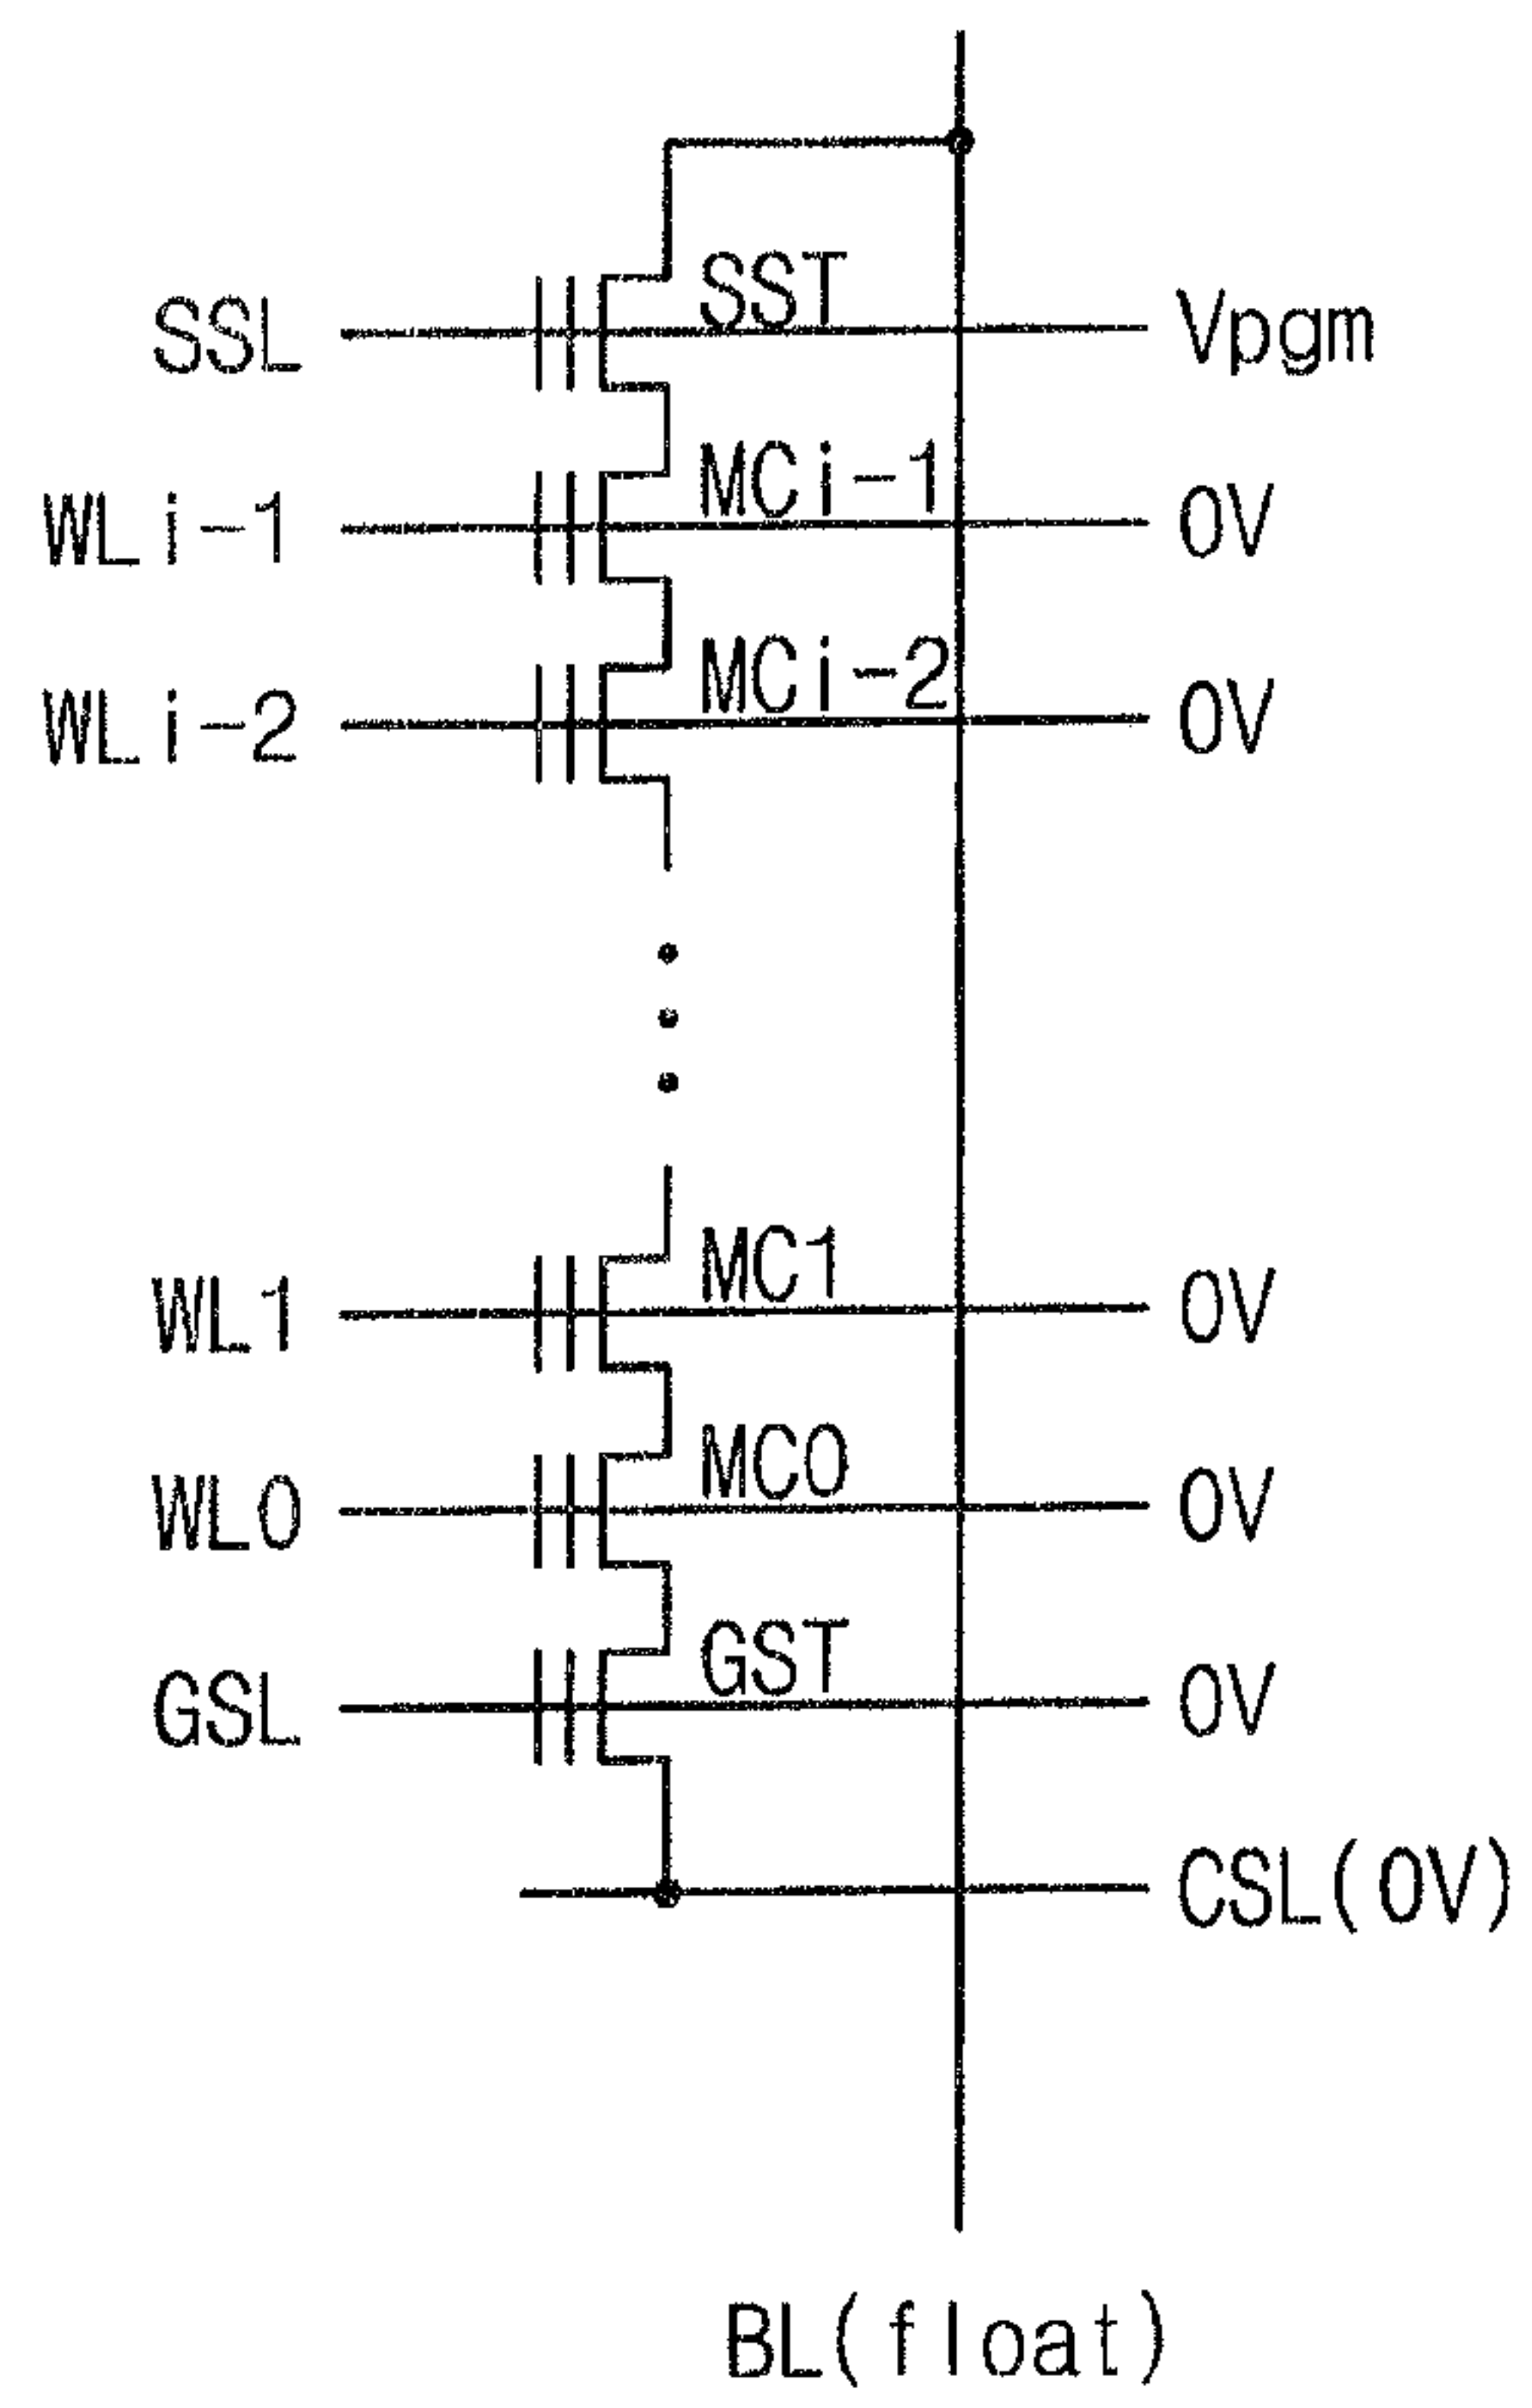 SST
SSL Vpgm
MCi-1
WLi-1 0V
MCi-2
WLi-2 0V
MC1
WL1 0V
MC0
WL0 0V
GST
GSL 0V
CSL(0V)
BL(float)